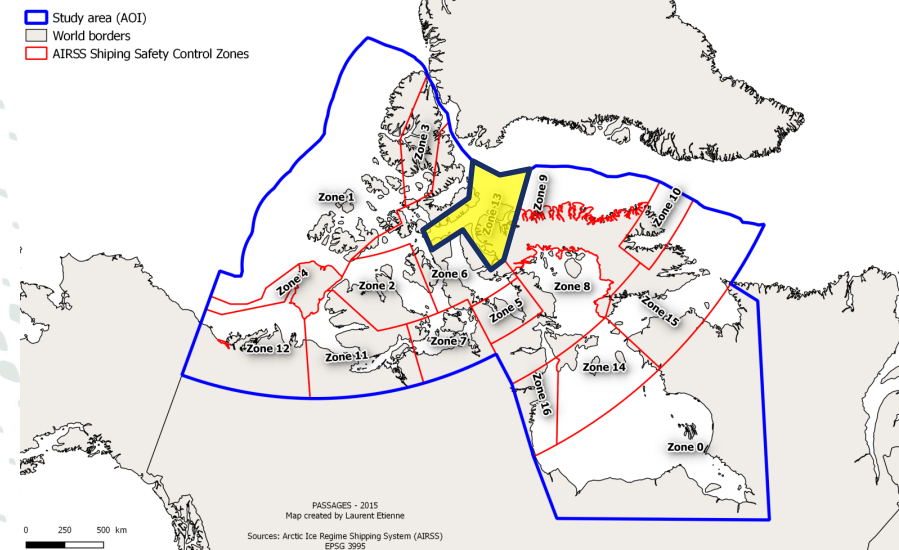 Study area (AOI)
World borders
AIRSS Shiping Safety Control Zones
Zone 3
Zone 1
Zone 13
Zone 9
Zone 10
Zone 4
Zone 2
Zone 6
Zone 8
Zone 5
Zone 15
Zone 12
Zone 11
Zone 7
Zone 14
Zone 16
Zone 0
PASSAGES - 2015
Map created by Laurent Etienne
Sources: Arctic Ice Regime Shipping System (AIRSS)
EPSG 3995
0 250 500 km